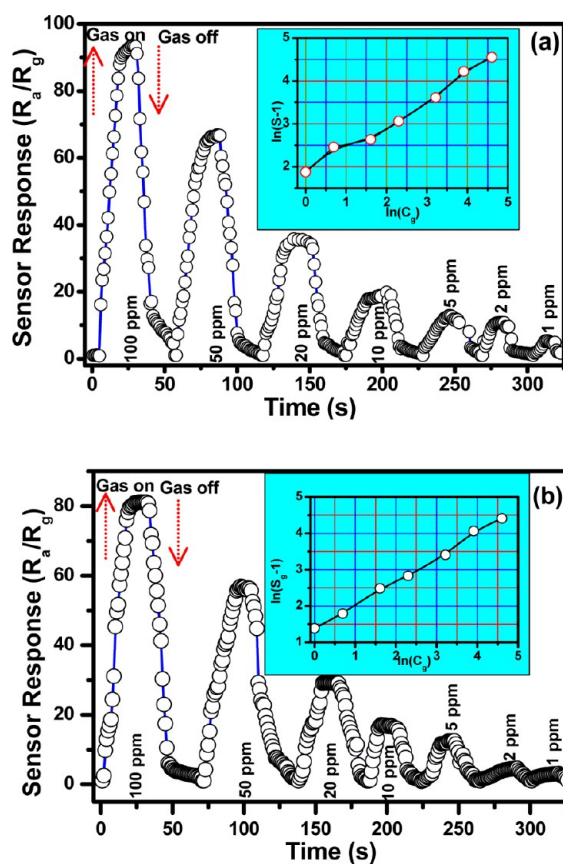 (a)
Gas on
Gas off
Sensor Response (Ra/Rg)
100
80
60
40
20
0
100 ppm
50 ppm
20 ppm
10 ppm
5 ppm
2 ppm
1 ppm
0 50 100 150 200 250 300
Time (s)
ln(S-1)
5
4
3
2
0 1 2 3 4 5
ln(Cg)
(b)
Gas on
Gas off
Sensor Response (Ra/Rg)
80
60
40
20
0
100 ppm
50 ppm
20 ppm
10 ppm
5 ppm
2 ppm
1 ppm
0 50 100 150 200 250 300
Time (s)
ln(Sg-1)
5
4
3
2
1
0 1 2 3 4 5
ln(Cg)